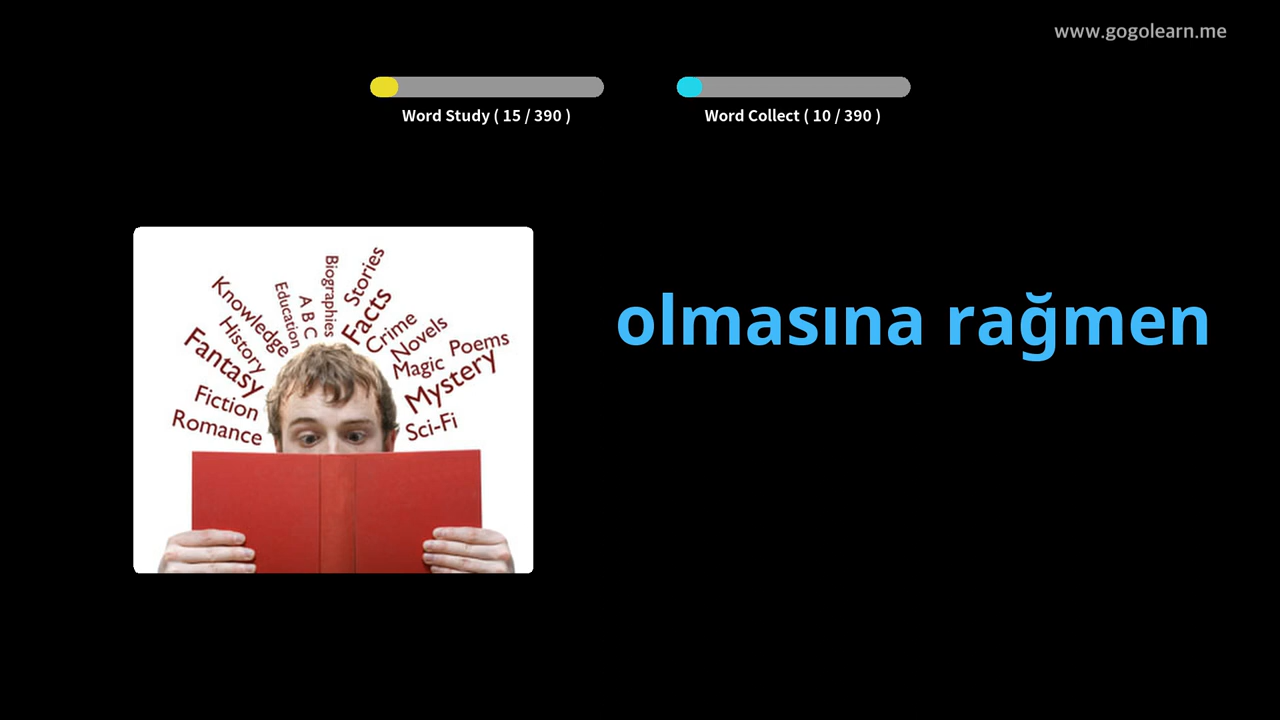 www.gogolearn.me
Word Study ( 15 / 390 )
Word Collect ( 10 / 390 )
olmasına rağmen
Biographies
Stories
Education
A B C
Facts
Knowledge
History
Crime
Novels
Poems
Fantasy
Magic
Mystery
Fiction
Romance
Sci-Fi